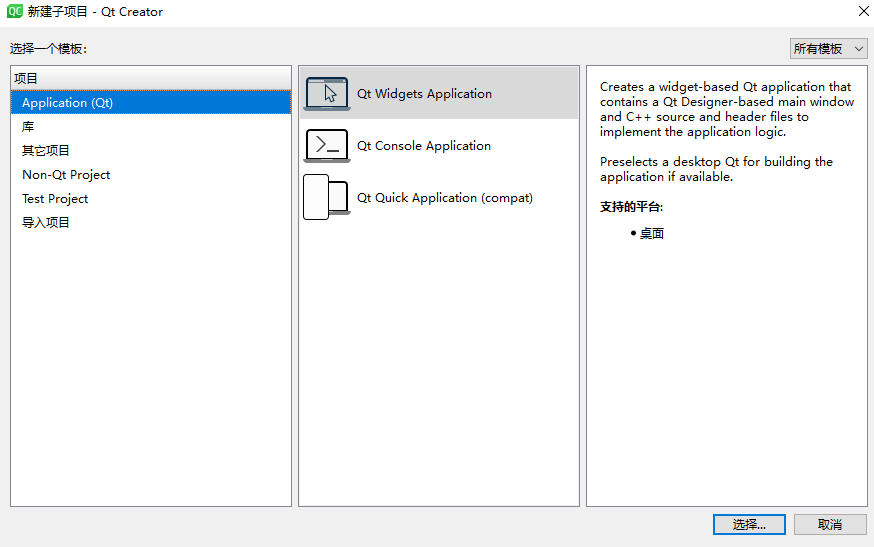 QC 新建子项目 - Qt Creator
选择一个模板:
所有模板
项目
Application (Qt)
库
其它项目
Non-Qt Project
Test Project
导入项目
Qt Widgets Application
Qt Console Application
Qt Quick Application (compat)
Creates a widget-based Qt application that
contains a Qt Designer-based main window
and C++ source and header files to
implement the application logic.
Preselects a desktop Qt for building the
application if available.
支持的平台:
• 桌面
选择...
取消